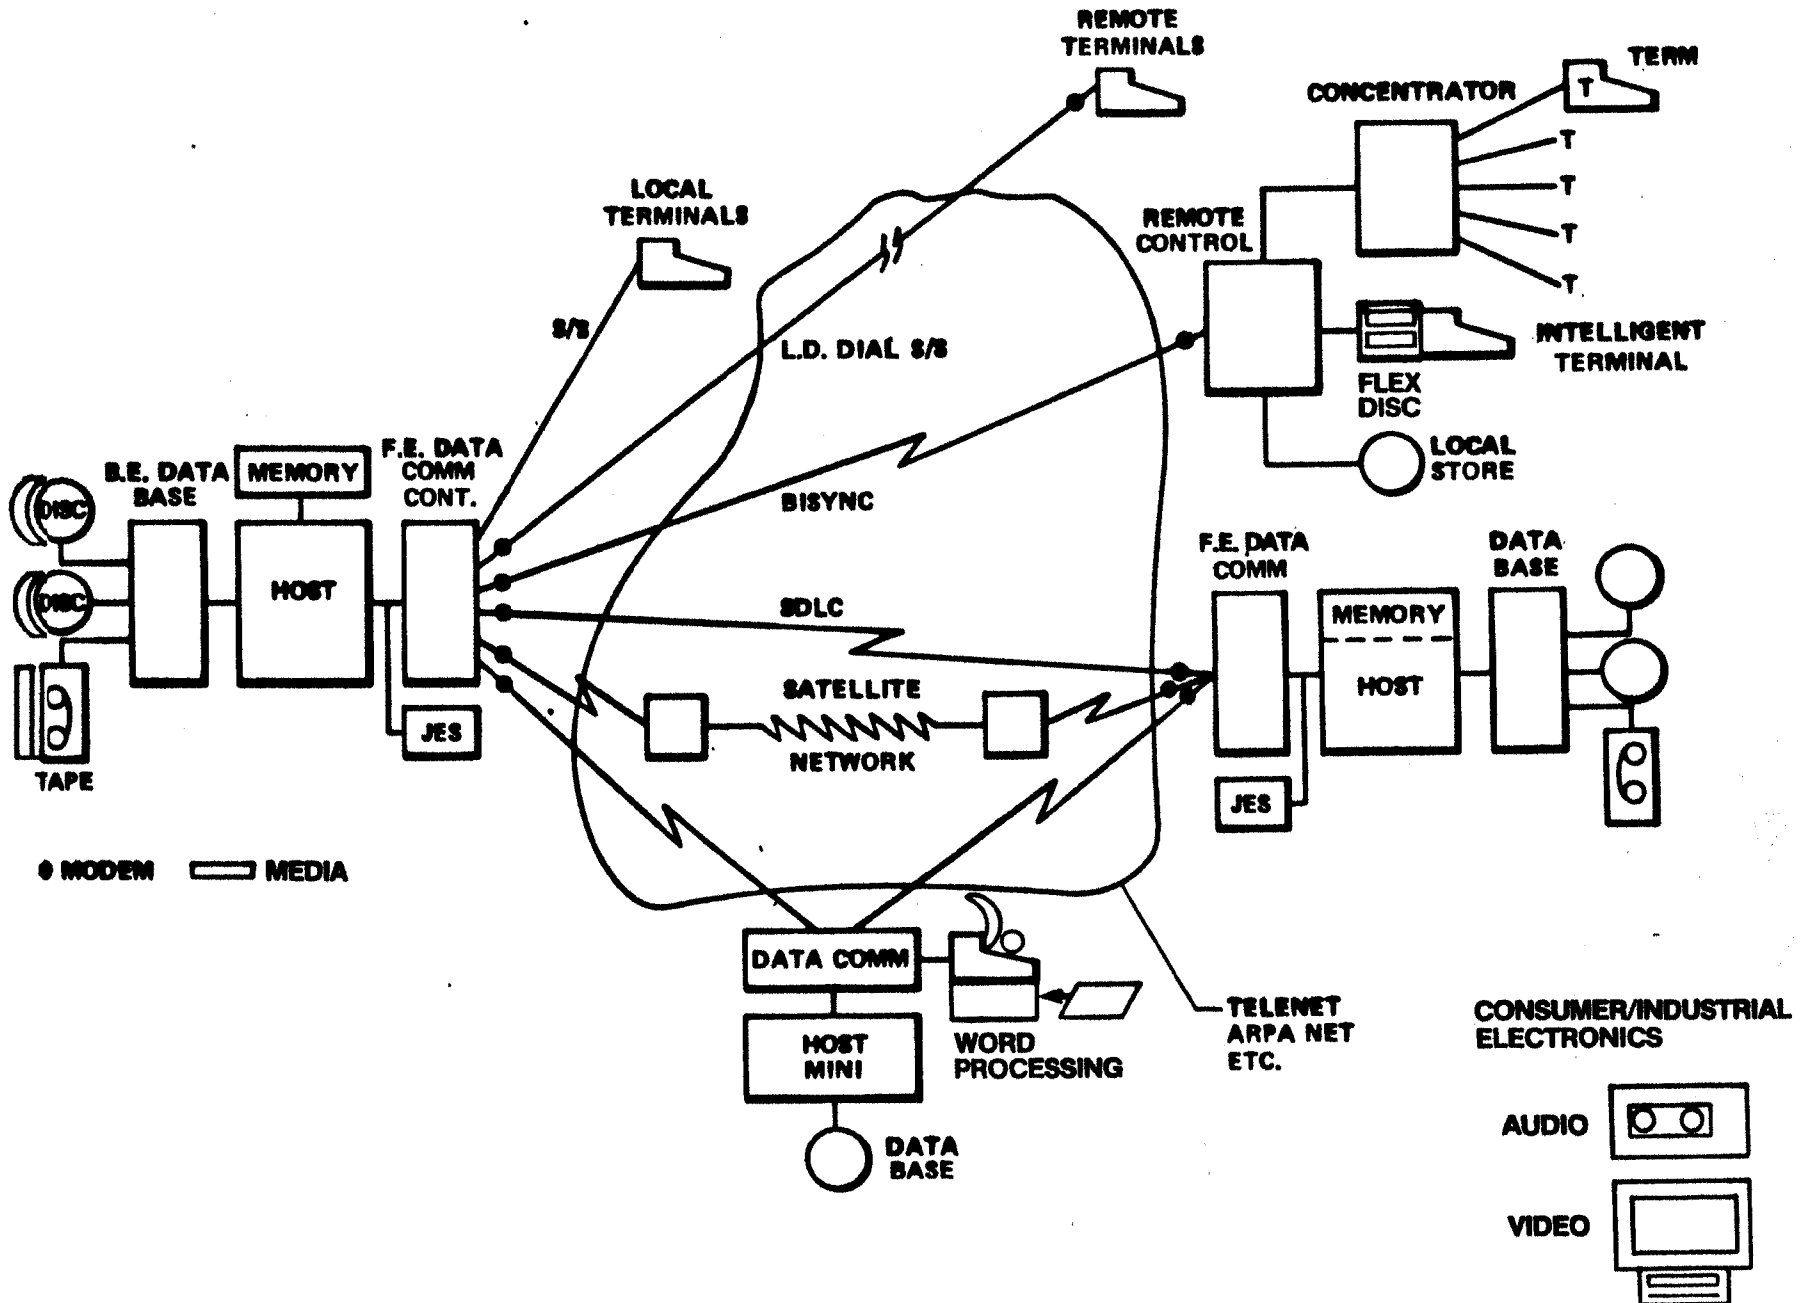 REMOTE
TERMINALS
TERM
CONCENTRATOR
T
T
T
T
T
LOCAL
TERMINALS
REMOTE
CONTROL
S/S
L.D. DIAL S/S
INTELLIGENT
TERMINAL
FLEX
DISC
LOCAL
STORE
B.E. DATA
BASE
MEMORY
F.E. DATA
COMM
CONT.
DISC
DISC
HOST
BISYNC
SDLC
F.E. DATA
COMM
DATA
BASE
MEMORY
HOST
SATELLITE
NETWORK
JES
JES
TAPE
MODEM
MEDIA
DATA COMM
HOST
MINI
WORD
PROCESSING
DATA
BASE
TELENET
ARPA NET
ETC.
CONSUMER/INDUSTRIAL
ELECTRONICS
AUDIO
VIDEO